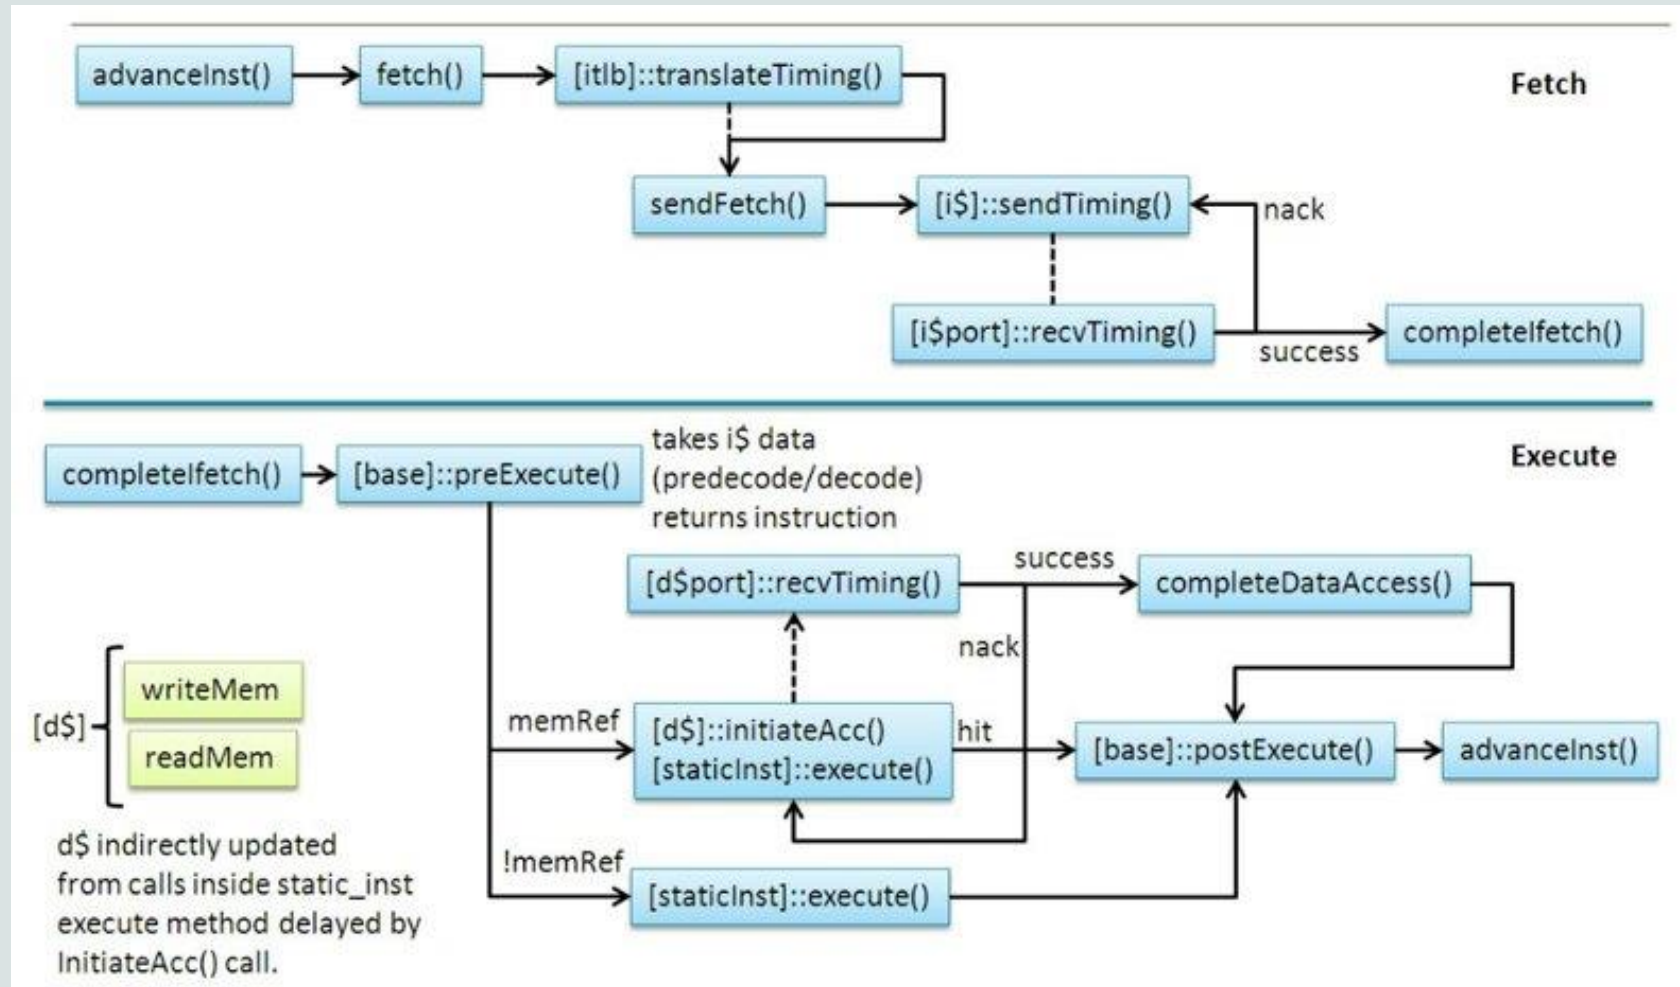 advanceInst()
fetch()
[itlb]::translateTiming()
Fetch
sendFetch()
[i$]::sendTiming()
nack
[i$port]::recvTiming()
success
completeIfetch()
completeIfetch()
[base]::preExecute()
takes i$ data
(predecode/decode)
returns instruction
Execute
[d$port]::recvTiming()
success
completeDataAccess()
nack
[d$]
writeMem
readMem
memRef
[d$]::initiateAcc()
[staticInst]::execute()
hit
[base]::postExecute()
advanceInst()
d$ indirectly updated
from calls inside static_inst
execute method delayed by
InitiateAcc() call.
!memRef
[staticInst]::execute()